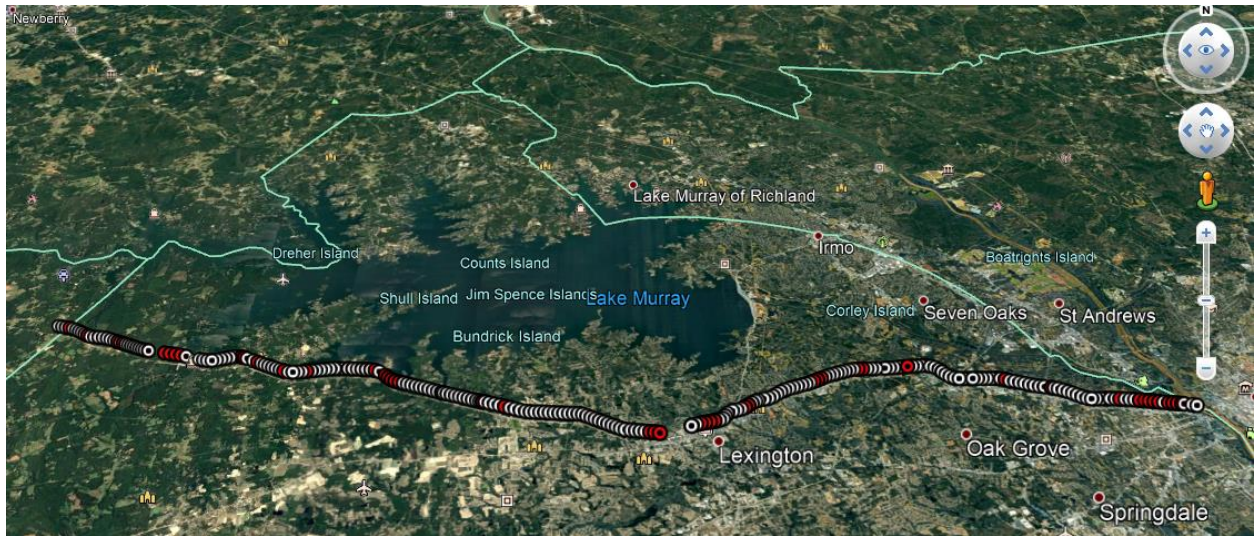 Newberry
N
Lake Murray of Richland
Irmo
Dreher Island
Counts Island
Boatrights Island
Shull Island
Jim Spence Islands
Lake Murray
Corley Island
Seven Oaks
St Andrews
Bundrick Island
Lexington
Oak Grove
Springdale